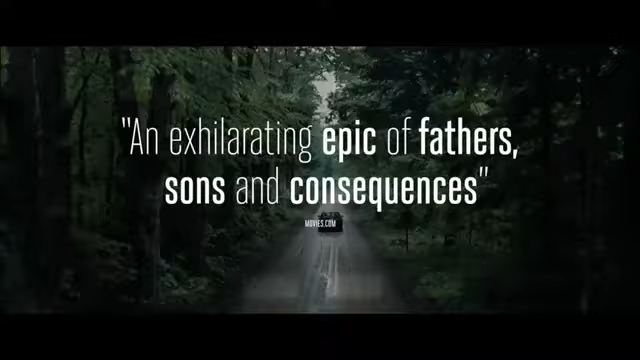 "An exhilarating epic of fathers,
sons and consequences"
MOVIES.COM